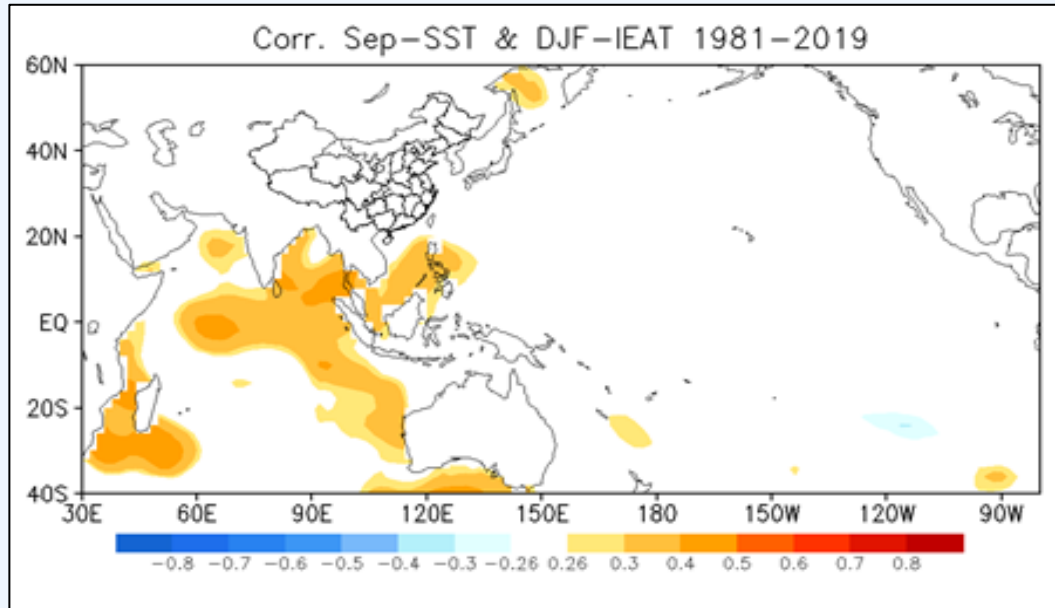 Corr. Sep-SST & DJF-IEAT 1981-2019
60N
40N
20N
EQ
20S
40S
30E 60E 90E 120E 150E 180 150W 120W 90W
-0.8 -0.7 -0.6 -0.5 -0.4 -0.3 -0.26 0.26 0.3 0.4 0.5 0.6 0.7 0.8